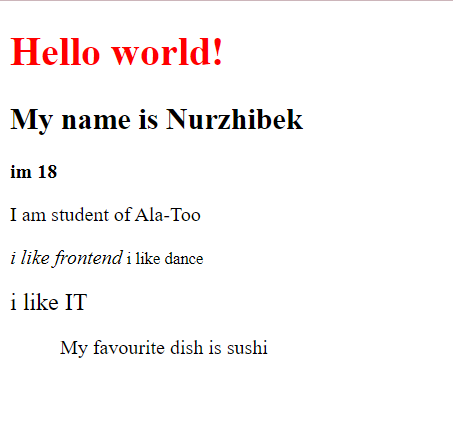 Hello world!
My name is Nurzhibek
im 18
I am student of Ala-Too
i like frontend i like dance
i like IT
My favourite dish is sushi